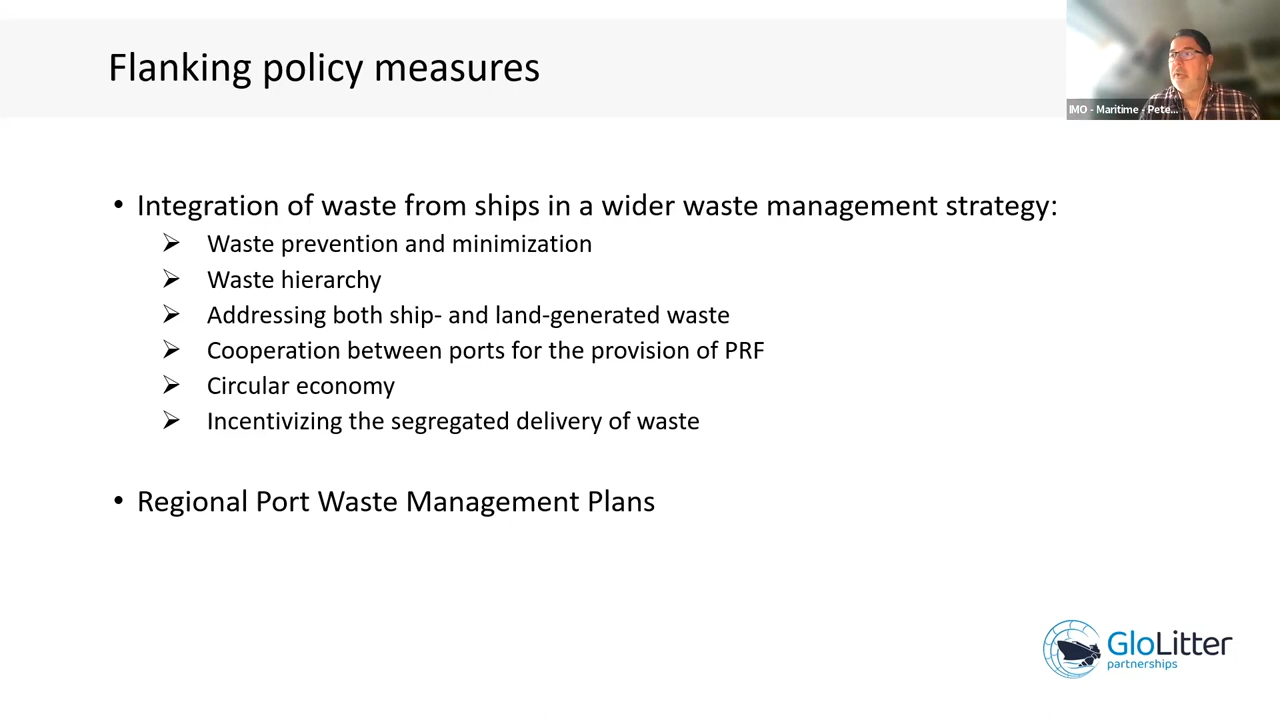 Flanking policy measures
IMO - Maritime - Pete...
• Integration of waste from ships in a wider waste management strategy:
➢ Waste prevention and minimization
➢ Waste hierarchy
➢ Addressing both ship- and land-generated waste
➢ Cooperation between ports for the provision of PRF
➢ Circular economy
➢ Incentivizing the segregated delivery of waste
• Regional Port Waste Management Plans
GloLitter
partnerships